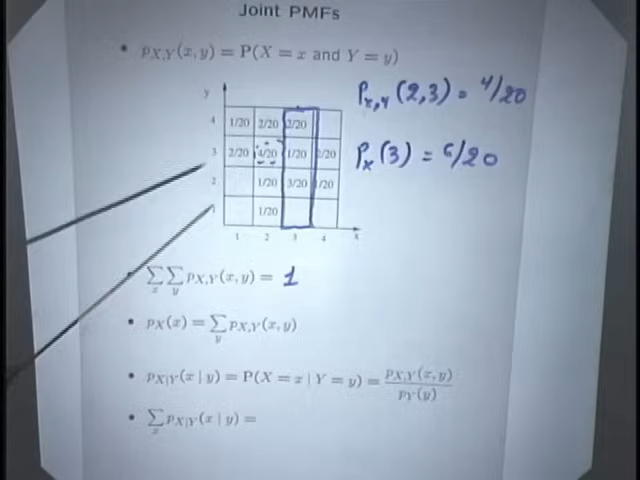 Joint PMFs
• pX,Y(x, y) = P(X = x and Y = y)
y
PX,Y (2,3) = 4/20
4 1/20 2/20 2/20
PX (3) = 6/20
3 2/20 4/20 1/20 2/20
2 1/20 3/20 1/20
1 1/20
1 2 3 4 x
• ∑x ∑y pX,Y(x, y) = 1
• pX(x) = ∑y pX,Y(x, y)
• pX|Y(x | y) = P(X = x | Y = y) = pX,Y(x, y) / pY(y)
• ∑x pX|Y(x | y) =